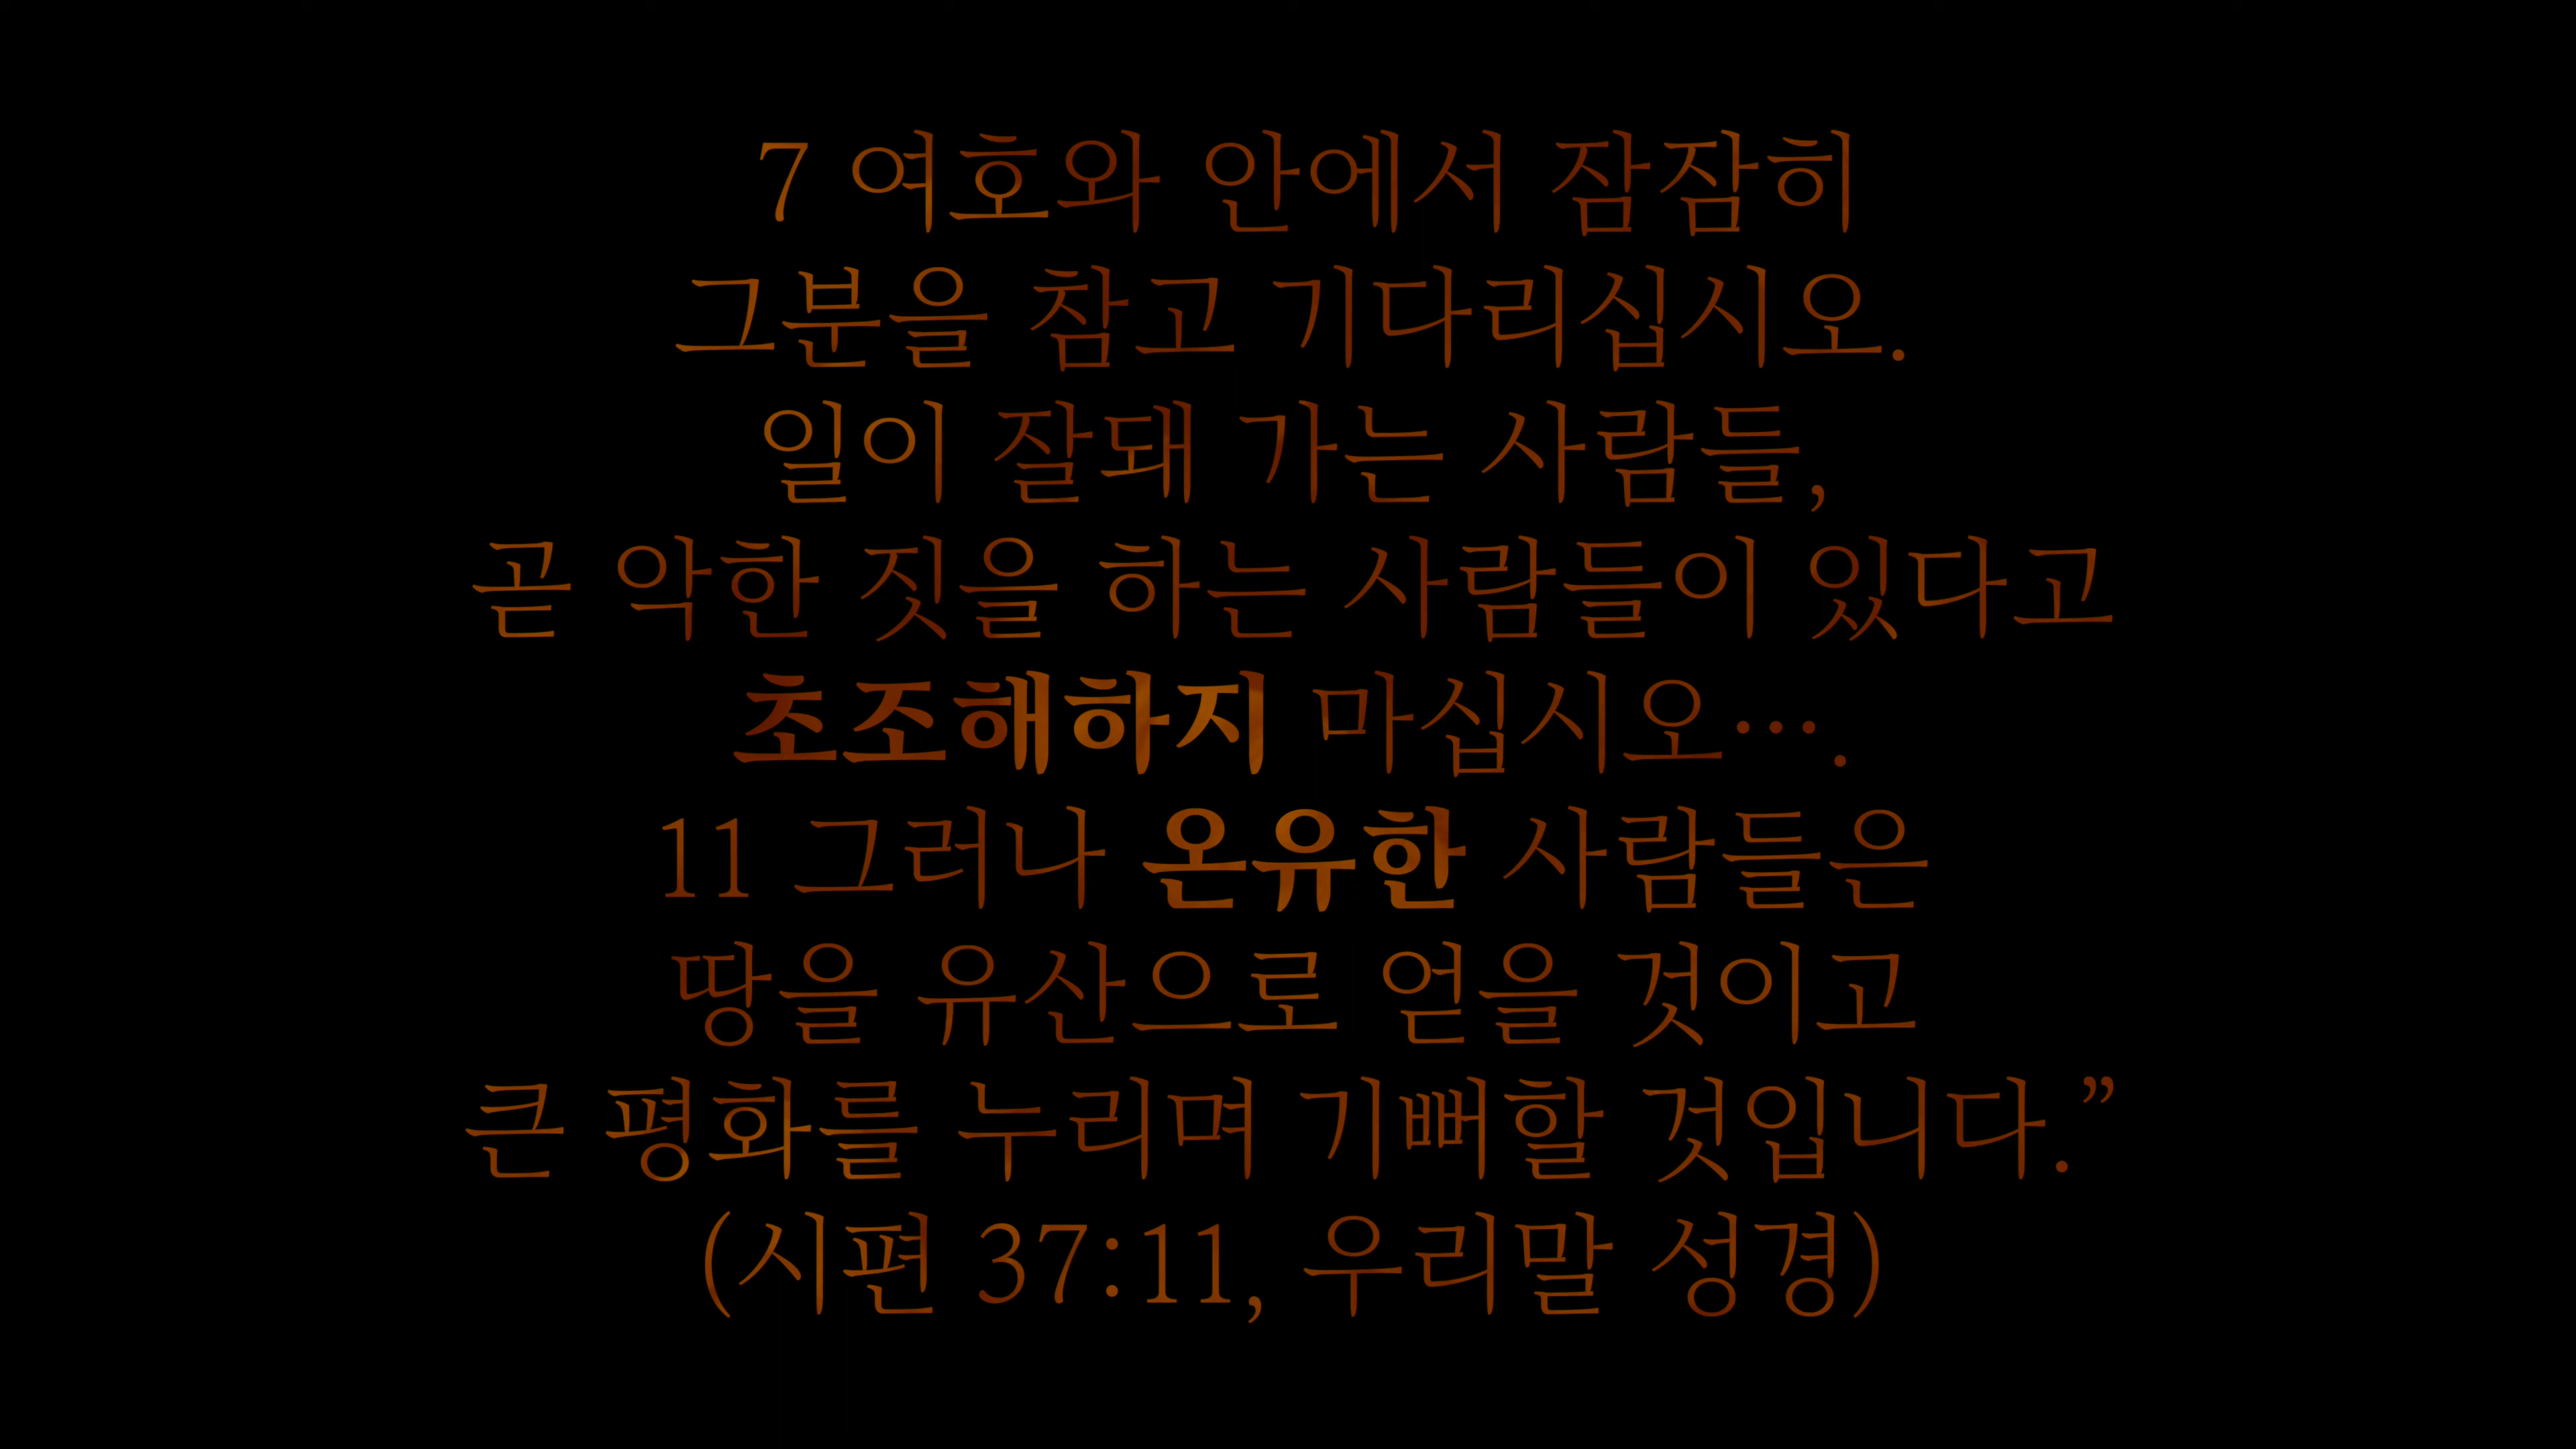 7 여호와 안에서 잠잠히
그분을 참고 기다리십시오.
일이 잘돼 가는 사람들,
곧 악한 짓을 하는 사람들이 있다고
초조해하지 마십시오….
11 그러나 온유한 사람들은
땅을 유산으로 얻을 것이고
큰 평화를 누리며 기뻐할 것입니다.”
(시편 37:11, 우리말 성경)